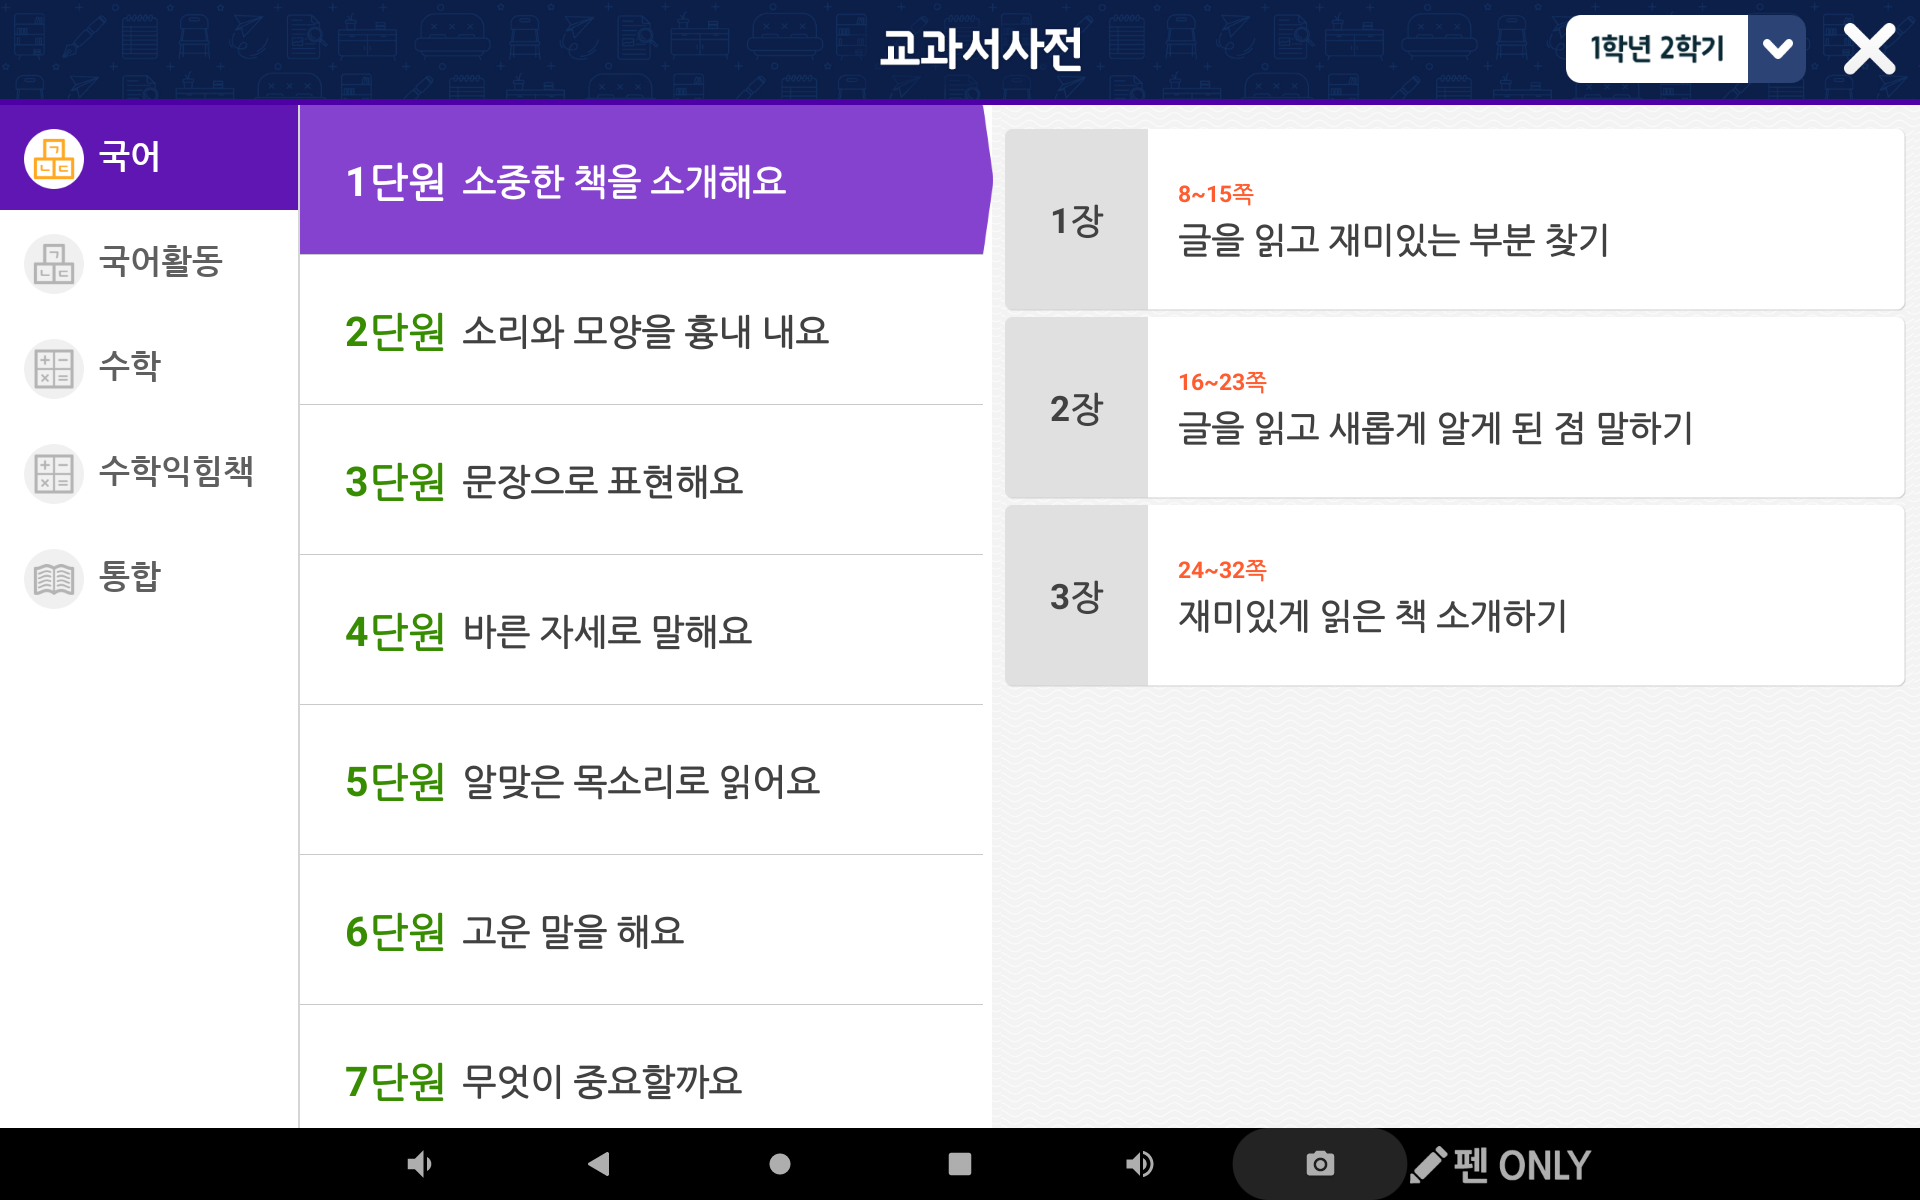 교과서사전
1학년 2학기
국어
국어활동
수학
수학익힘책
통합
1단원 소중한 책을 소개해요
2단원 소리와 모양을 흉내 내요
3단원 문장으로 표현해요
4단원 바른 자세로 말해요
5단원 알맞은 목소리로 읽어요
6단원 고운 말을 해요
7단원 무엇이 중요할까요
1장
8~15쪽
글을 읽고 재미있는 부분 찾기
2장
16~23쪽
글을 읽고 새롭게 알게 된 점 말하기
3장
24~32쪽
재미있게 읽은 책 소개하기
펜 ONLY